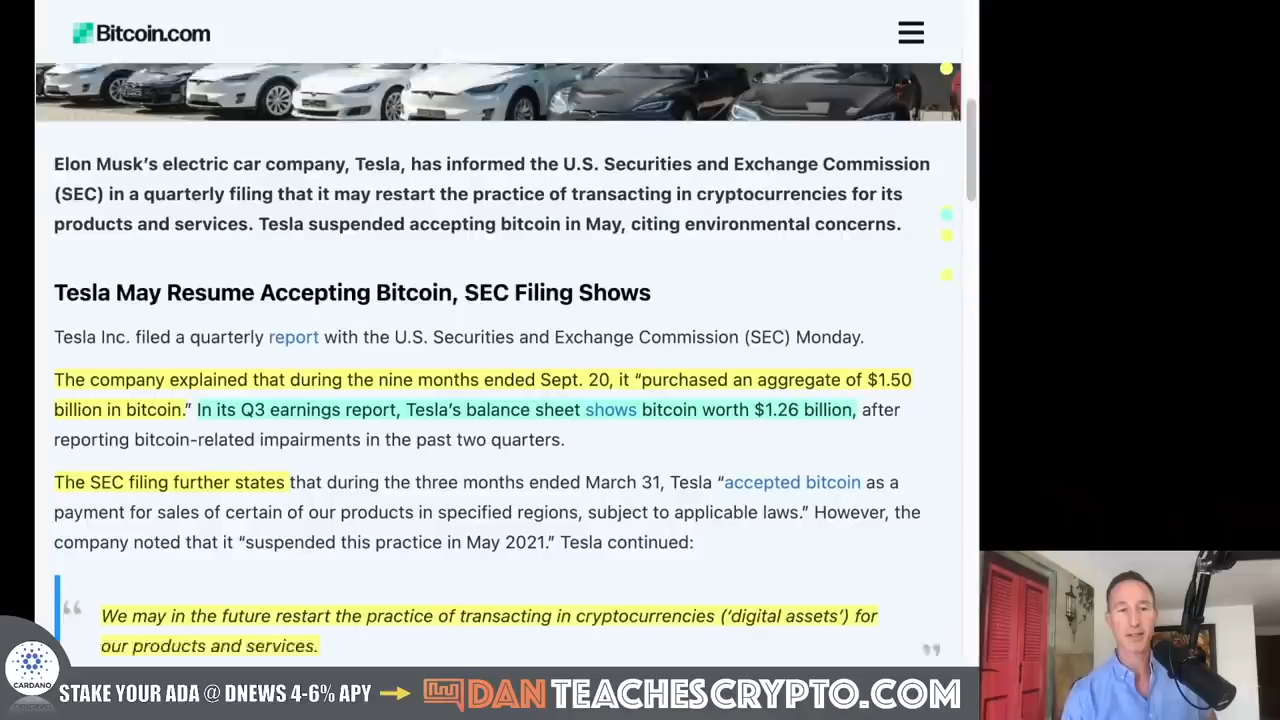 Bitcoin.com
Elon Musk's electric car company, Tesla, has informed the U.S. Securities and Exchange Commission
(SEC) in a quarterly filing that it may restart the practice of transacting in cryptocurrencies for its
products and services. Tesla suspended accepting bitcoin in May, citing environmental concerns.
Tesla May Resume Accepting Bitcoin, SEC Filing Shows
Tesla Inc. filed a quarterly report with the U.S. Securities and Exchange Commission (SEC) Monday.
The company explained that during the nine months ended Sept. 20, it “purchased an aggregate of $1.50
billion in bitcoin.” In its Q3 earnings report, Tesla’s balance sheet shows bitcoin worth $1.26 billion, after
reporting bitcoin-related impairments in the past two quarters.
The SEC filing further states that during the three months ended March 31, Tesla “accepted bitcoin as a
payment for sales of certain of our products in specified regions, subject to applicable laws.” However, the
company noted that it “suspended this practice in May 2021.” Tesla continued:
“ We may in the future restart the practice of transacting in cryptocurrencies (‘digital assets’) for
our products and services. ”
CARDANO
STAKE YOUR ADA @ DNEWS 4-6% APY
DANTEACHESCRYPTO.COM